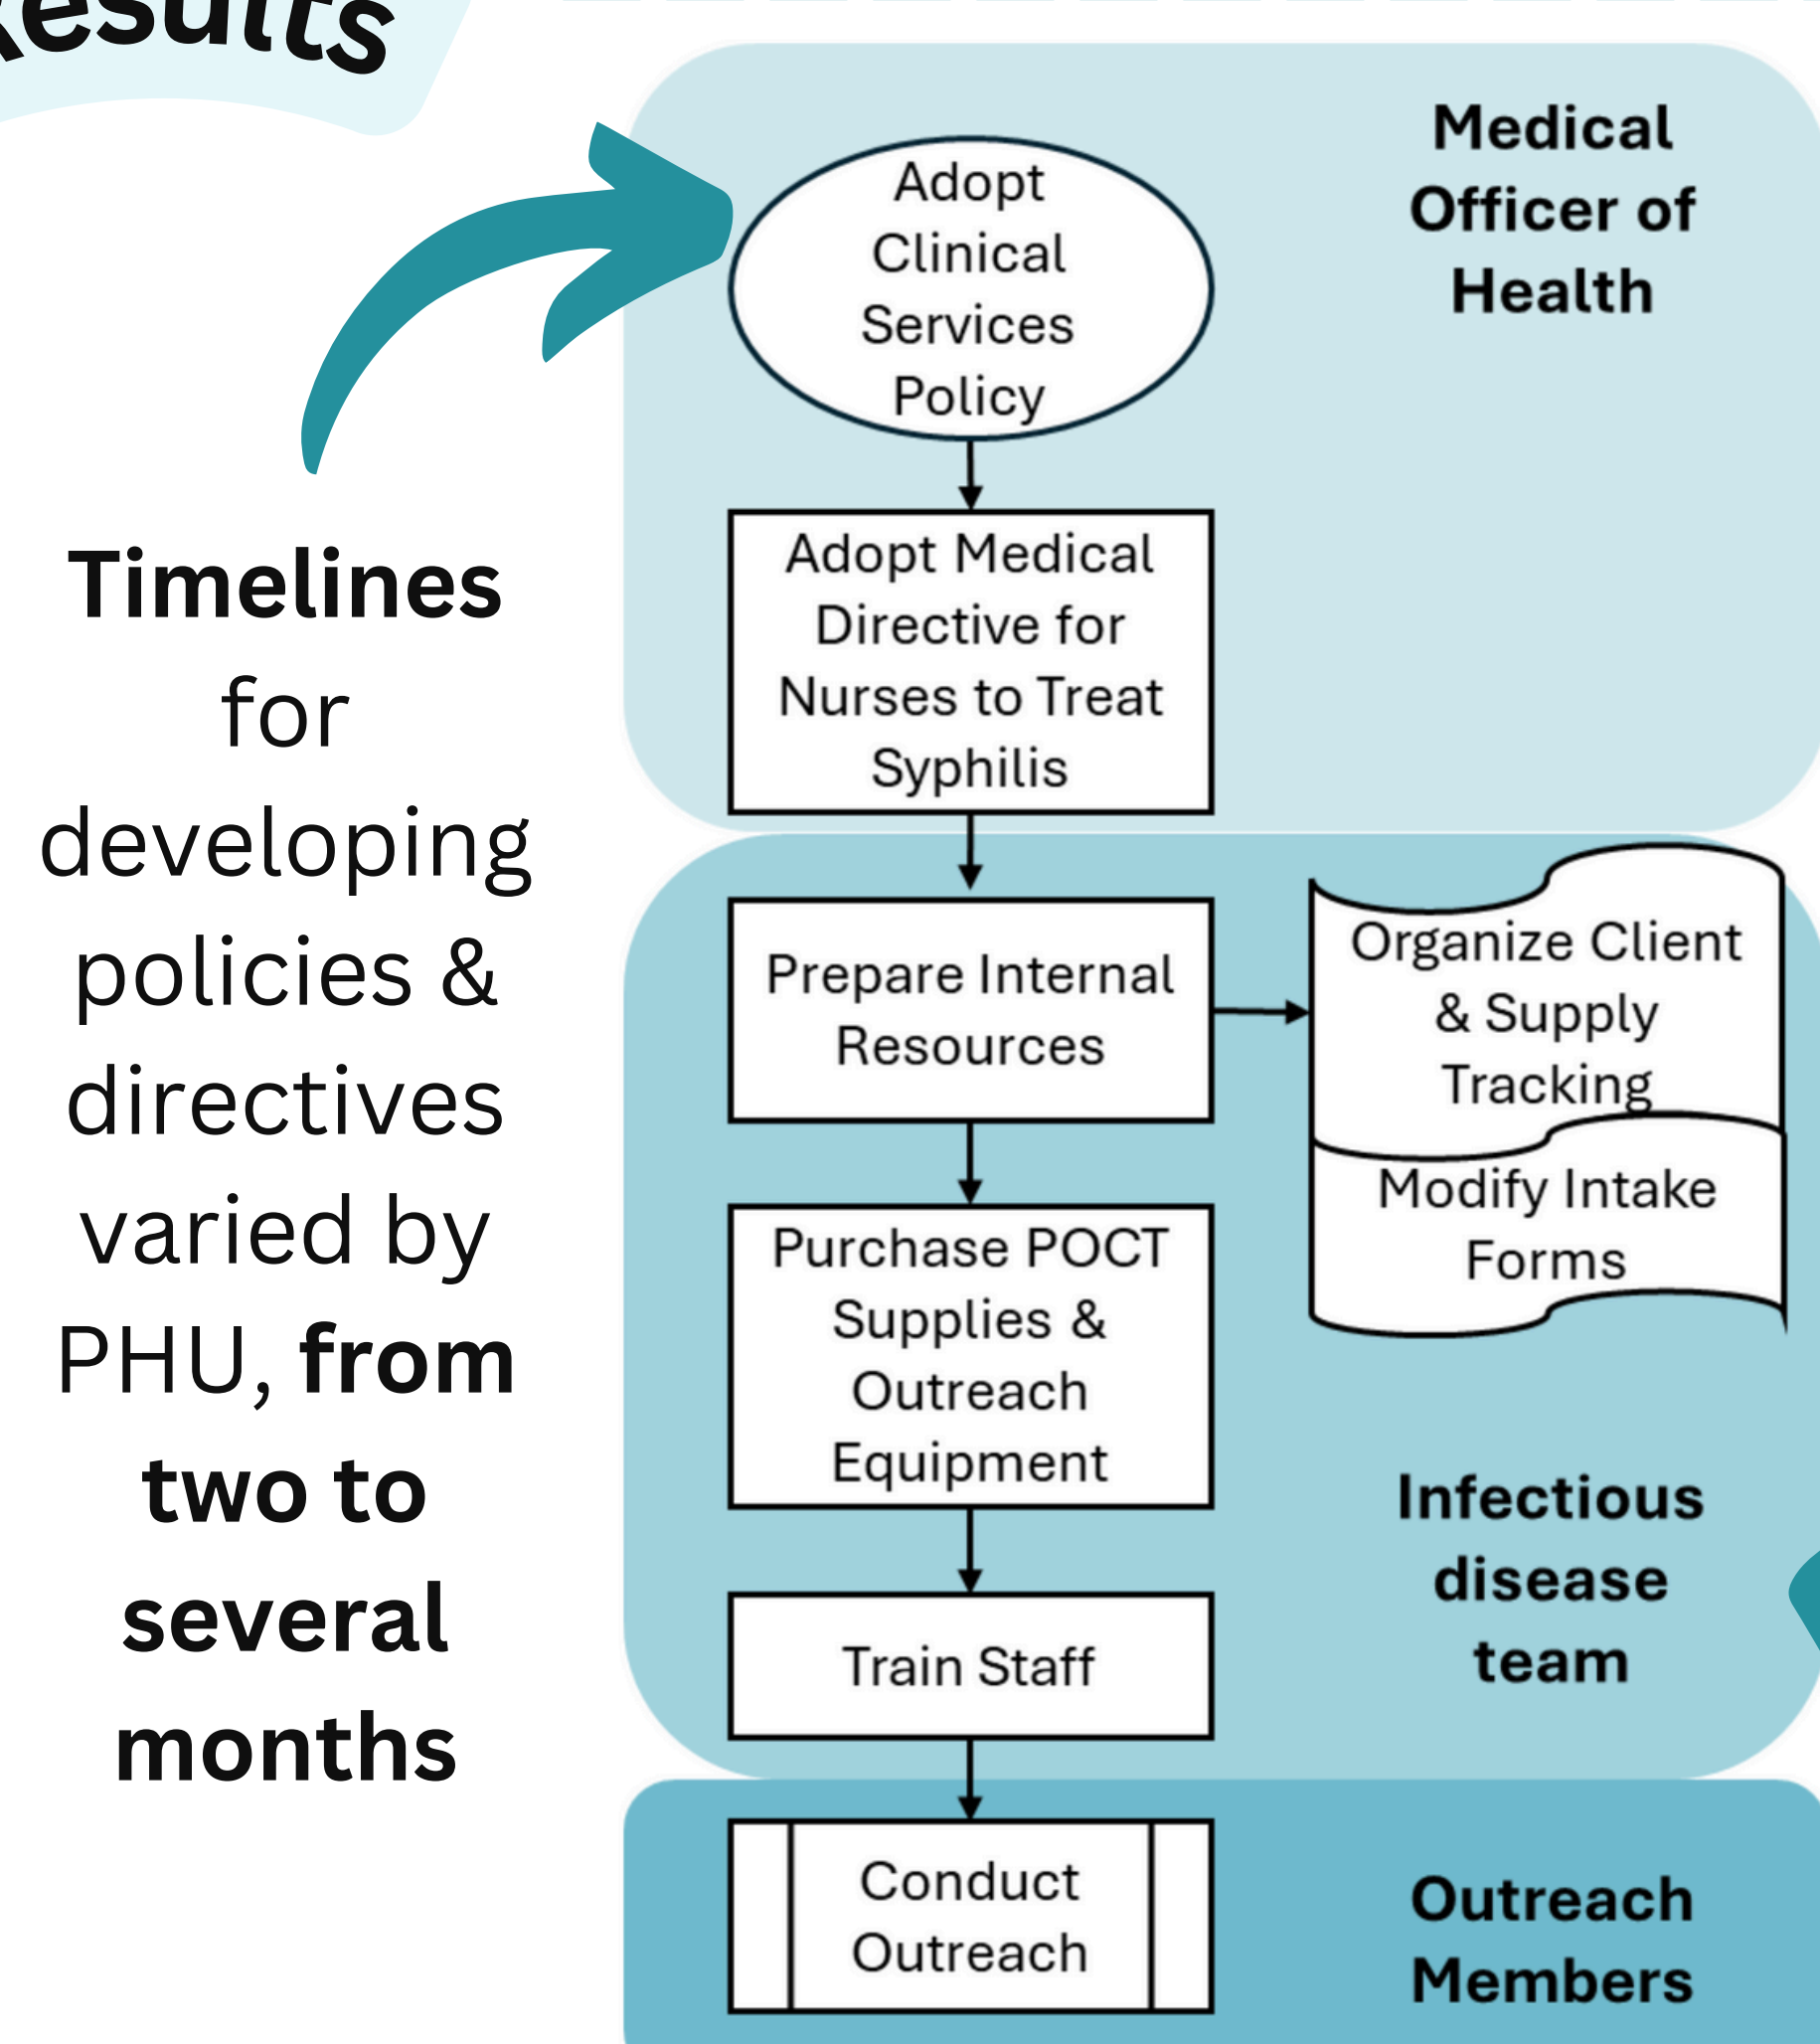 Results
Medical
Officer of
Health
Adopt
Clinical
Services
Policy
Adopt Medical
Directive for
Nurses to Treat
Syphilis
Timelines
for
developing
policies &
directives
varied by
PHU, from
two to
several
months
Prepare Internal
Resources
Organize Client
& Supply
Tracking
Modify Intake
Forms
Purchase POCT
Supplies &
Outreach
Equipment
Infectious
disease
team
Train Staff
Conduct
Outreach
Outreach
Members